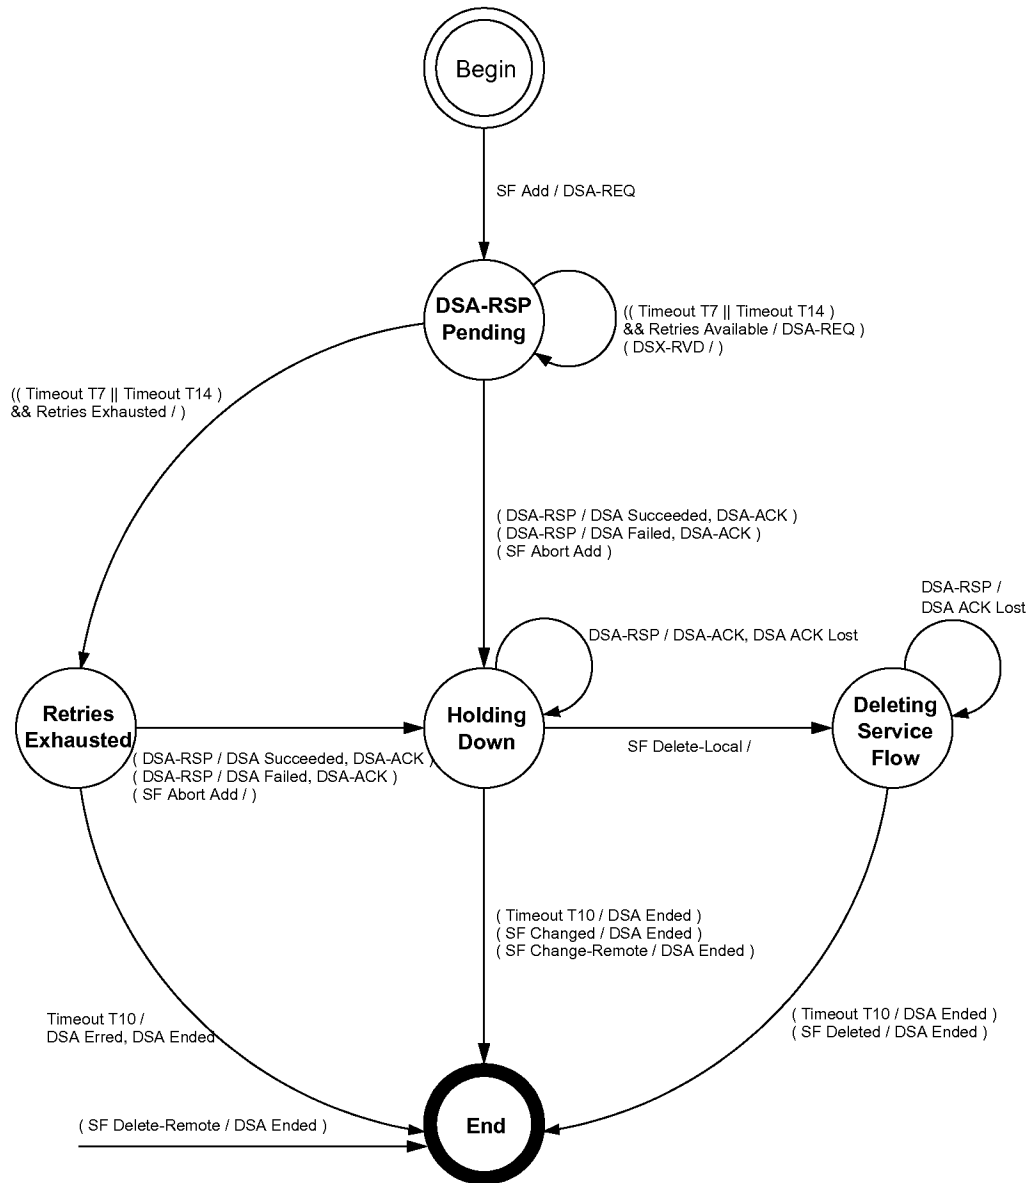 Begin
SF Add / DSA-REQ
DSA-RSP
Pending
(( Timeout T7 || Timeout T14 )
&& Retries Available / DSA-REQ )
( DSX-RVD / )
(( Timeout T7 || Timeout T14 )
&& Retries Exhausted / )
( DSA-RSP / DSA Succeeded, DSA-ACK )
( DSA-RSP / DSA Failed, DSA-ACK )
( SF Abort Add )
DSA-RSP /
DSA ACK Lost
DSA-RSP / DSA-ACK, DSA ACK Lost
Retries
Exhausted
Holding
Down
Deleting
Service
Flow
( DSA-RSP / DSA Succeeded, DSA-ACK )
( DSA-RSP / DSA Failed, DSA-ACK )
( SF Abort Add / )
SF Delete-Local /
( Timeout T10 / DSA Ended )
( SF Changed / DSA Ended )
( SF Change-Remote / DSA Ended )
Timeout T10 /
DSA Erred, DSA Ended
( Timeout T10 / DSA Ended )
( SF Deleted / DSA Ended )
( SF Delete-Remote / DSA Ended )
End